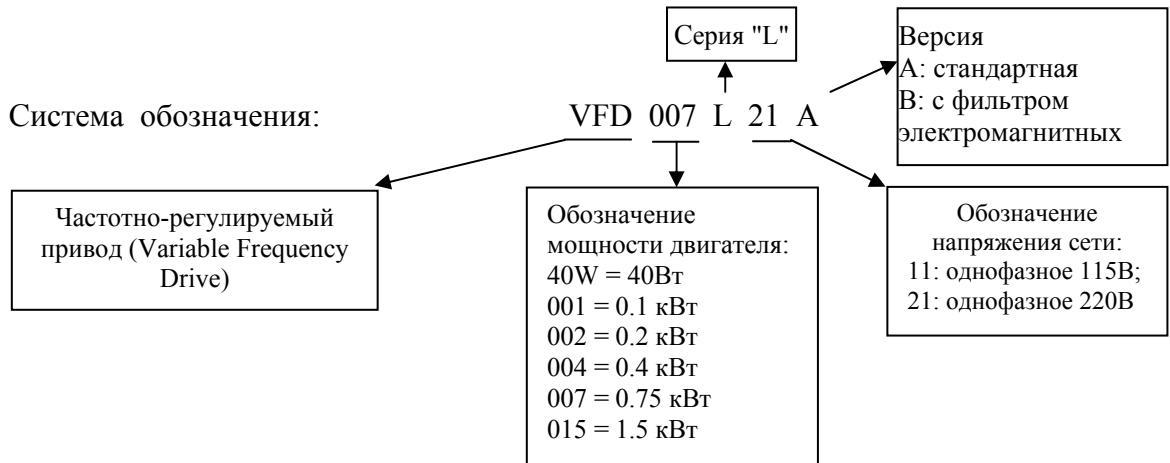 Серия "L"
Версия
А: стандартная
В: с фильтром
электромагнитных
Система обозначения:
VFD 007 L 21 A
Частотно-регулируемый
привод (Variable Frequency
Drive)
Обозначение
мощности двигателя:
40W = 40Вт
001 = 0.1 кВт
002 = 0.2 кВт
004 = 0.4 кВт
007 = 0.75 кВт
015 = 1.5 кВт
Обозначение
напряжения сети:
11: однофазное 115В;
21: однофазное 220В